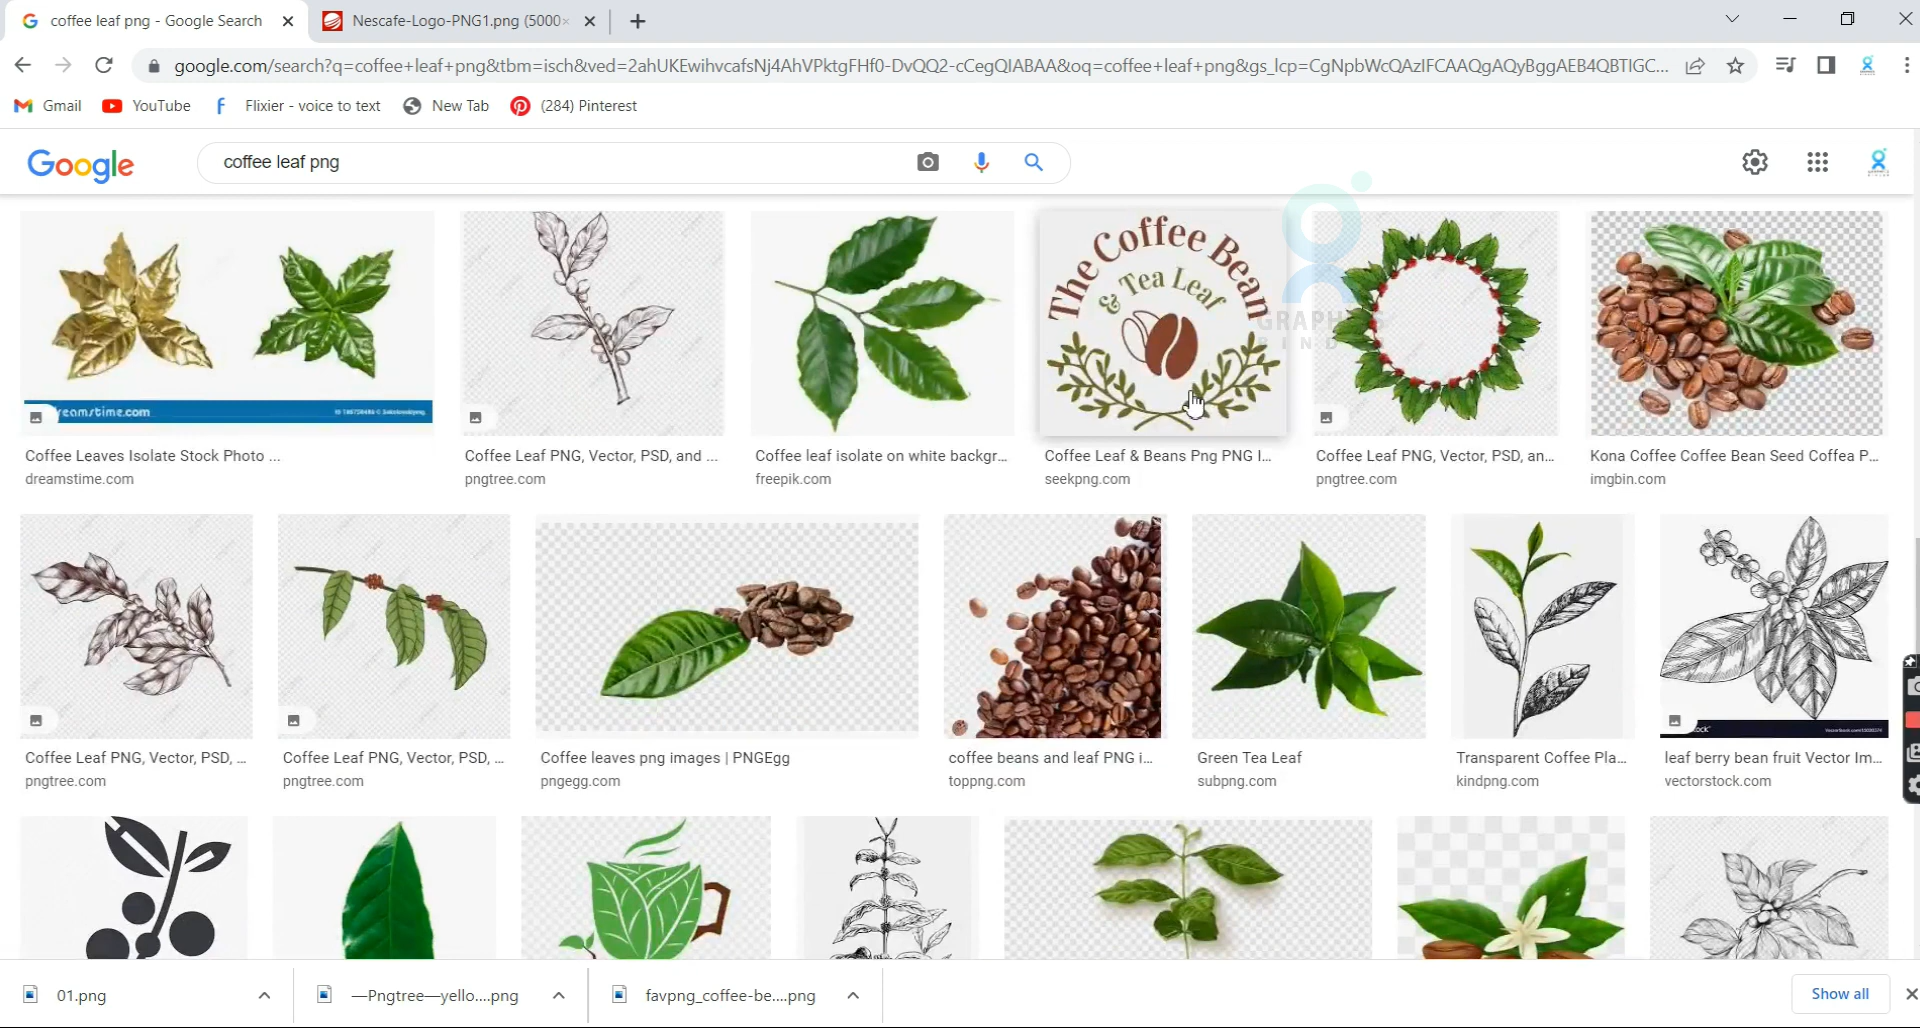 coffee leaf png - Google Search
Nescafe-Logo-PNG1.png (5000×
google.com/search?q=coffee+leaf+png&tbm=isch&ved=2ahUKEwihvcafsNj4AhVPktgFHf0-DvQQ2-cCegQIABAA&oq=coffee+leaf+png&gs_lcp=CgNpbWcQAzIFCAAQgAQyBggAEB4QBTIGC...
Gmail
YouTube
Flixier - voice to text
New Tab
(284) Pinterest
Google
coffee leaf png
The Coffee Bean
& Tea Leaf
GRAPH
BIND
reamstime.com
Coffee Leaves Isolate Stock Photo ...
dreamstime.com
Coffee Leaf PNG, Vector, PSD, and ...
pngtree.com
Coffee leaf isolate on white backgr...
freepik.com
Coffee Leaf & Beans Png PNG I...
seekpng.com
Coffee Leaf PNG, Vector, PSD, an...
pngtree.com
Kona Coffee Coffee Bean Seed Coffea P...
imgbin.com
Coffee Leaf PNG, Vector, PSD, ...
pngtree.com
Coffee Leaf PNG, Vector, PSD, ...
pngtree.com
Coffee leaves png images | PNGEgg
pngegg.com
coffee beans and leaf PNG i...
toppng.com
Green Tea Leaf
subpng.com
Transparent Coffee Pla...
kindpng.com
leaf berry bean fruit Vector Im...
vectorstock.com
01.png
—Pngtree—yello....png
favpng_coffee-be....png
Show all